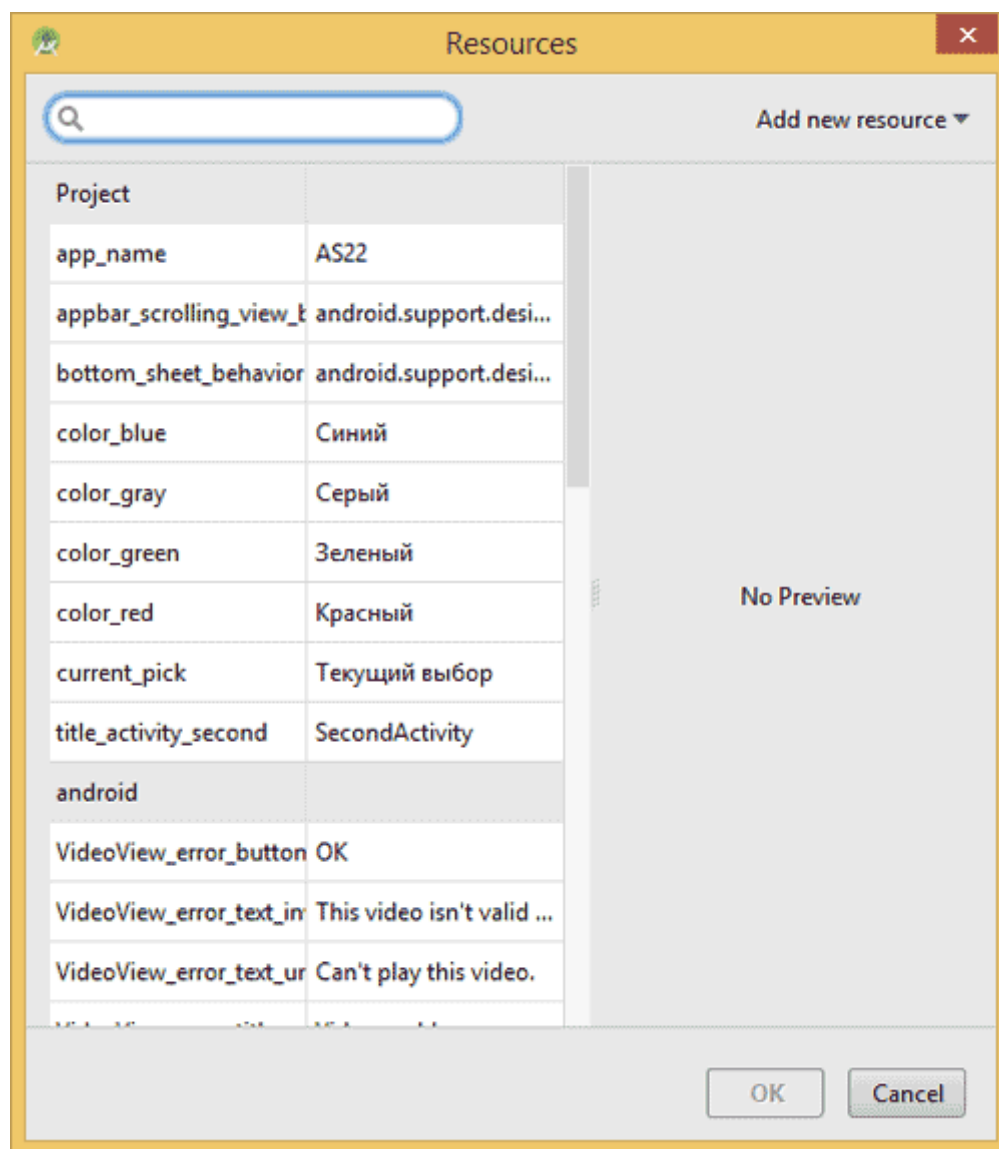 Resources
Add new resource
Project
app_name AS22
appbar_scrolling_view_b android.support.desi...
bottom_sheet_behavior android.support.desi...
color_blue Синий
color_gray Серый
color_green Зеленый
color_red Красный
current_pick Текущий выбор
title_activity_second SecondActivity
android
VideoView_error_button OK
VideoView_error_text_in This video isn't valid ...
VideoView_error_text_ur Can't play this video.
No Preview
OK Cancel